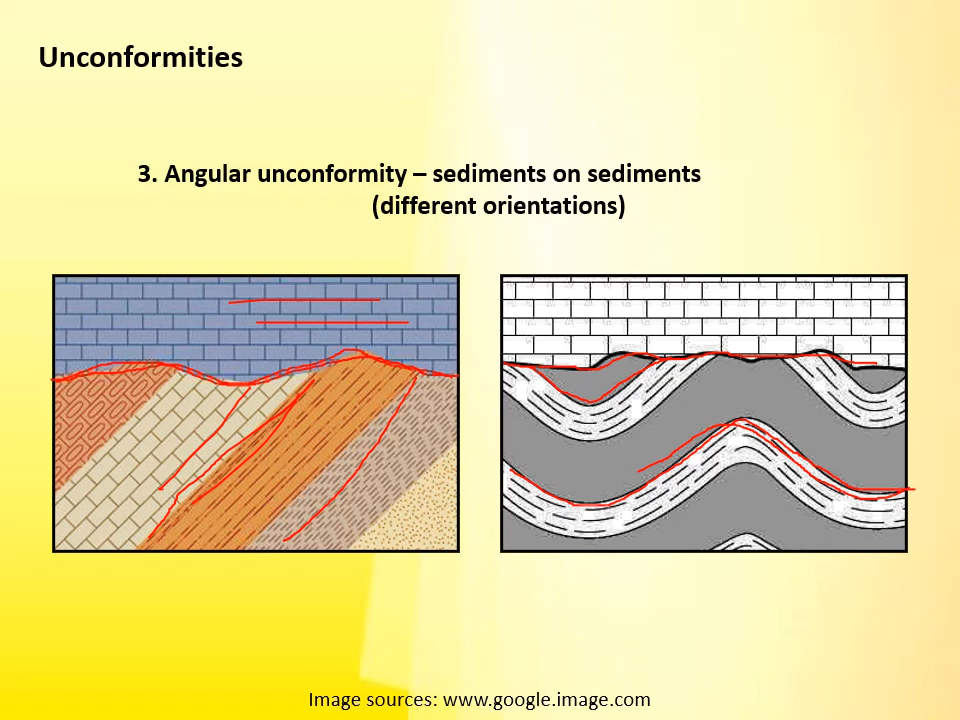 Unconformities
3. Angular unconformity – sediments on sediments
(different orientations)
Image sources: www.google.image.com